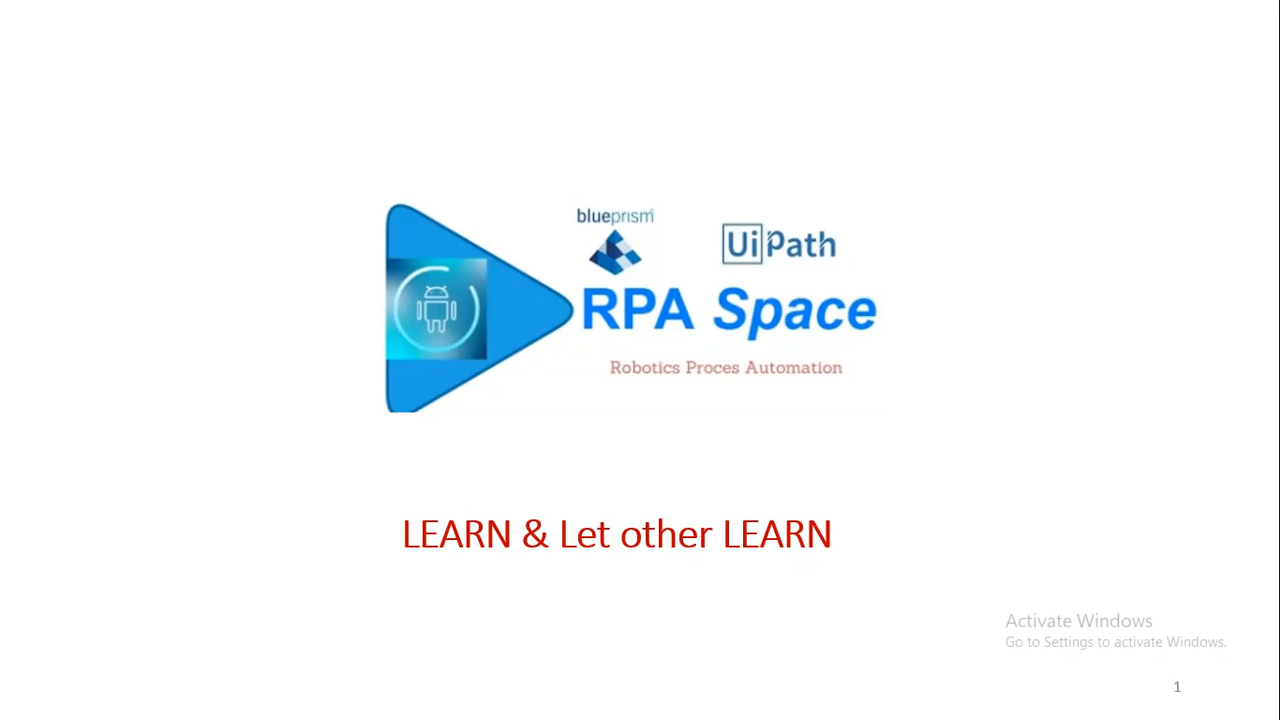 blueprism
UiPath
RPA Space
Robotics Proces Automation
LEARN & Let other LEARN
Activate Windows
Go to Settings to activate Windows.
1